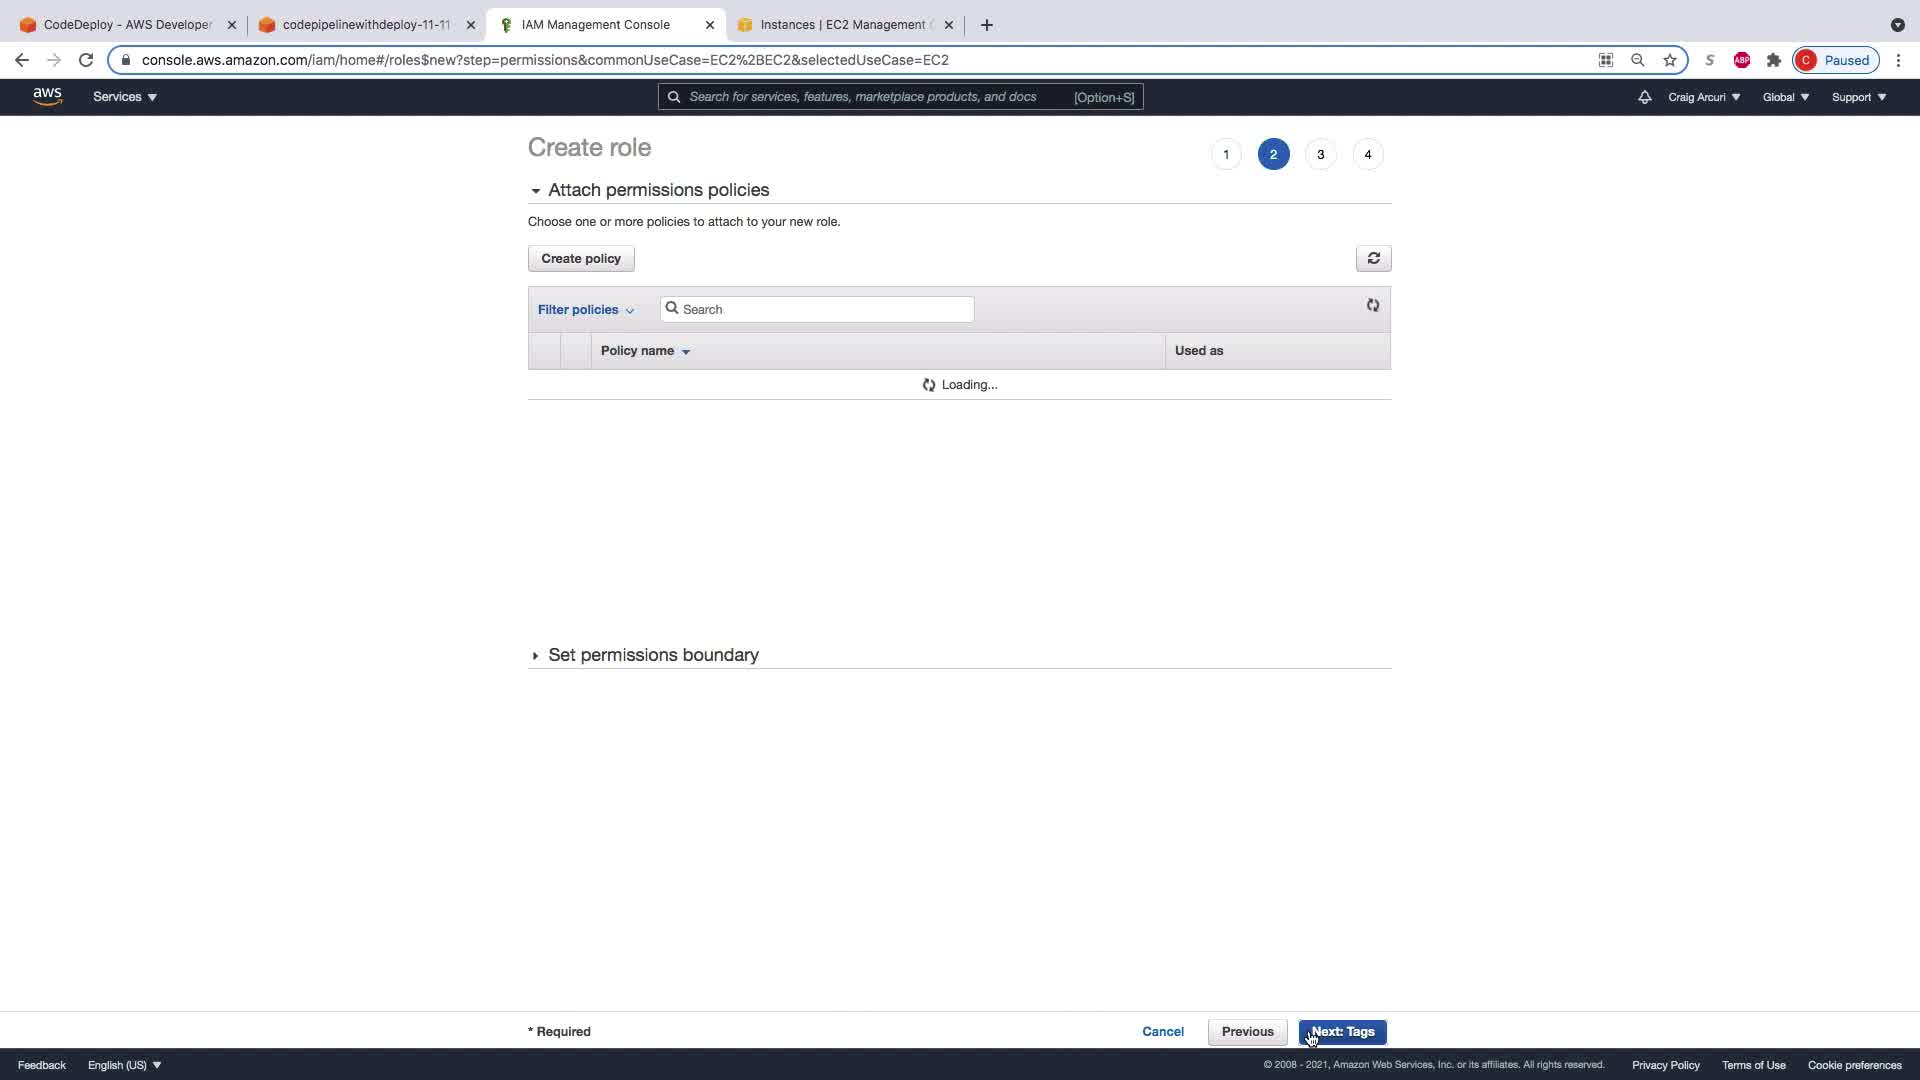 CodeDeploy - AWS Developer
codepipelinewithdeploy-11-11
IAM Management Console
Instances | EC2 Management
console.aws.amazon.com/iam/home#/roles$new?step=permissions&commonUseCase=EC2%2BEC2&selectedUseCase=EC2
S
ABP
C
Paused
aws
Services
Search for services, features, marketplace products, and docs
[Option+S]
Craig Arcuri
Global
Support
Create role
1
2
3
4
Attach permissions policies
Choose one or more policies to attach to your new role.
Create policy
Filter policies
Search
Policy name
Used as
Loading...
Set permissions boundary
* Required
Cancel
Previous
Next: Tags
Feedback
English (US)
© 2008 - 2021, Amazon Web Services, Inc. or its affiliates. All rights reserved.
Privacy Policy
Terms of Use
Cookie preferences